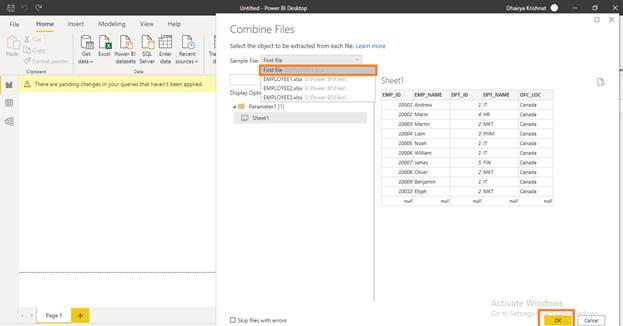 Untitled - Power BI Desktop
Dhairya Krishnat
File Home Insert Modeling View Help
Cut
Copy
Format painter
Paste
Clipboard
Get data
Excel
Power BI datasets
SQL Server
Enter data
Recent sources
Data
There are pending changes in your queries that haven't been applied.
Page 1
Combine Files
Select the object to be extracted from each file. Learn more
Sample File: First file
First file
EMPLOYEE1.xlsx E:\Power BI\Files\
EMPLOYEE2.xlsx E:\Power BI\Files\
EMPLOYEE3.xlsx E:\Power BI\Files\
Display Optio
Parameter1 [1]
Sheet1
Sheet1
EMP_ID EMP_NAME DPT_ID DPT_NAME OFC_LOC
10001 Andrew 1 IT Canada
10002 Marin 4 HR Canada
10003 Martin 2 MKT Canada
10004 Liam 3 PHM Canada
10005 Noah 1 IT Canada
10006 William 1 IT Canada
10007 James 5 FIN Canada
10008 Oliver 2 MKT Canada
10009 Benjamin 1 IT Canada
10010 Elijah 2 MKT Canada
null null null null null
Skip files with errors
Activate Windows
Go to Settings to activate Windows.
OK
Cancel